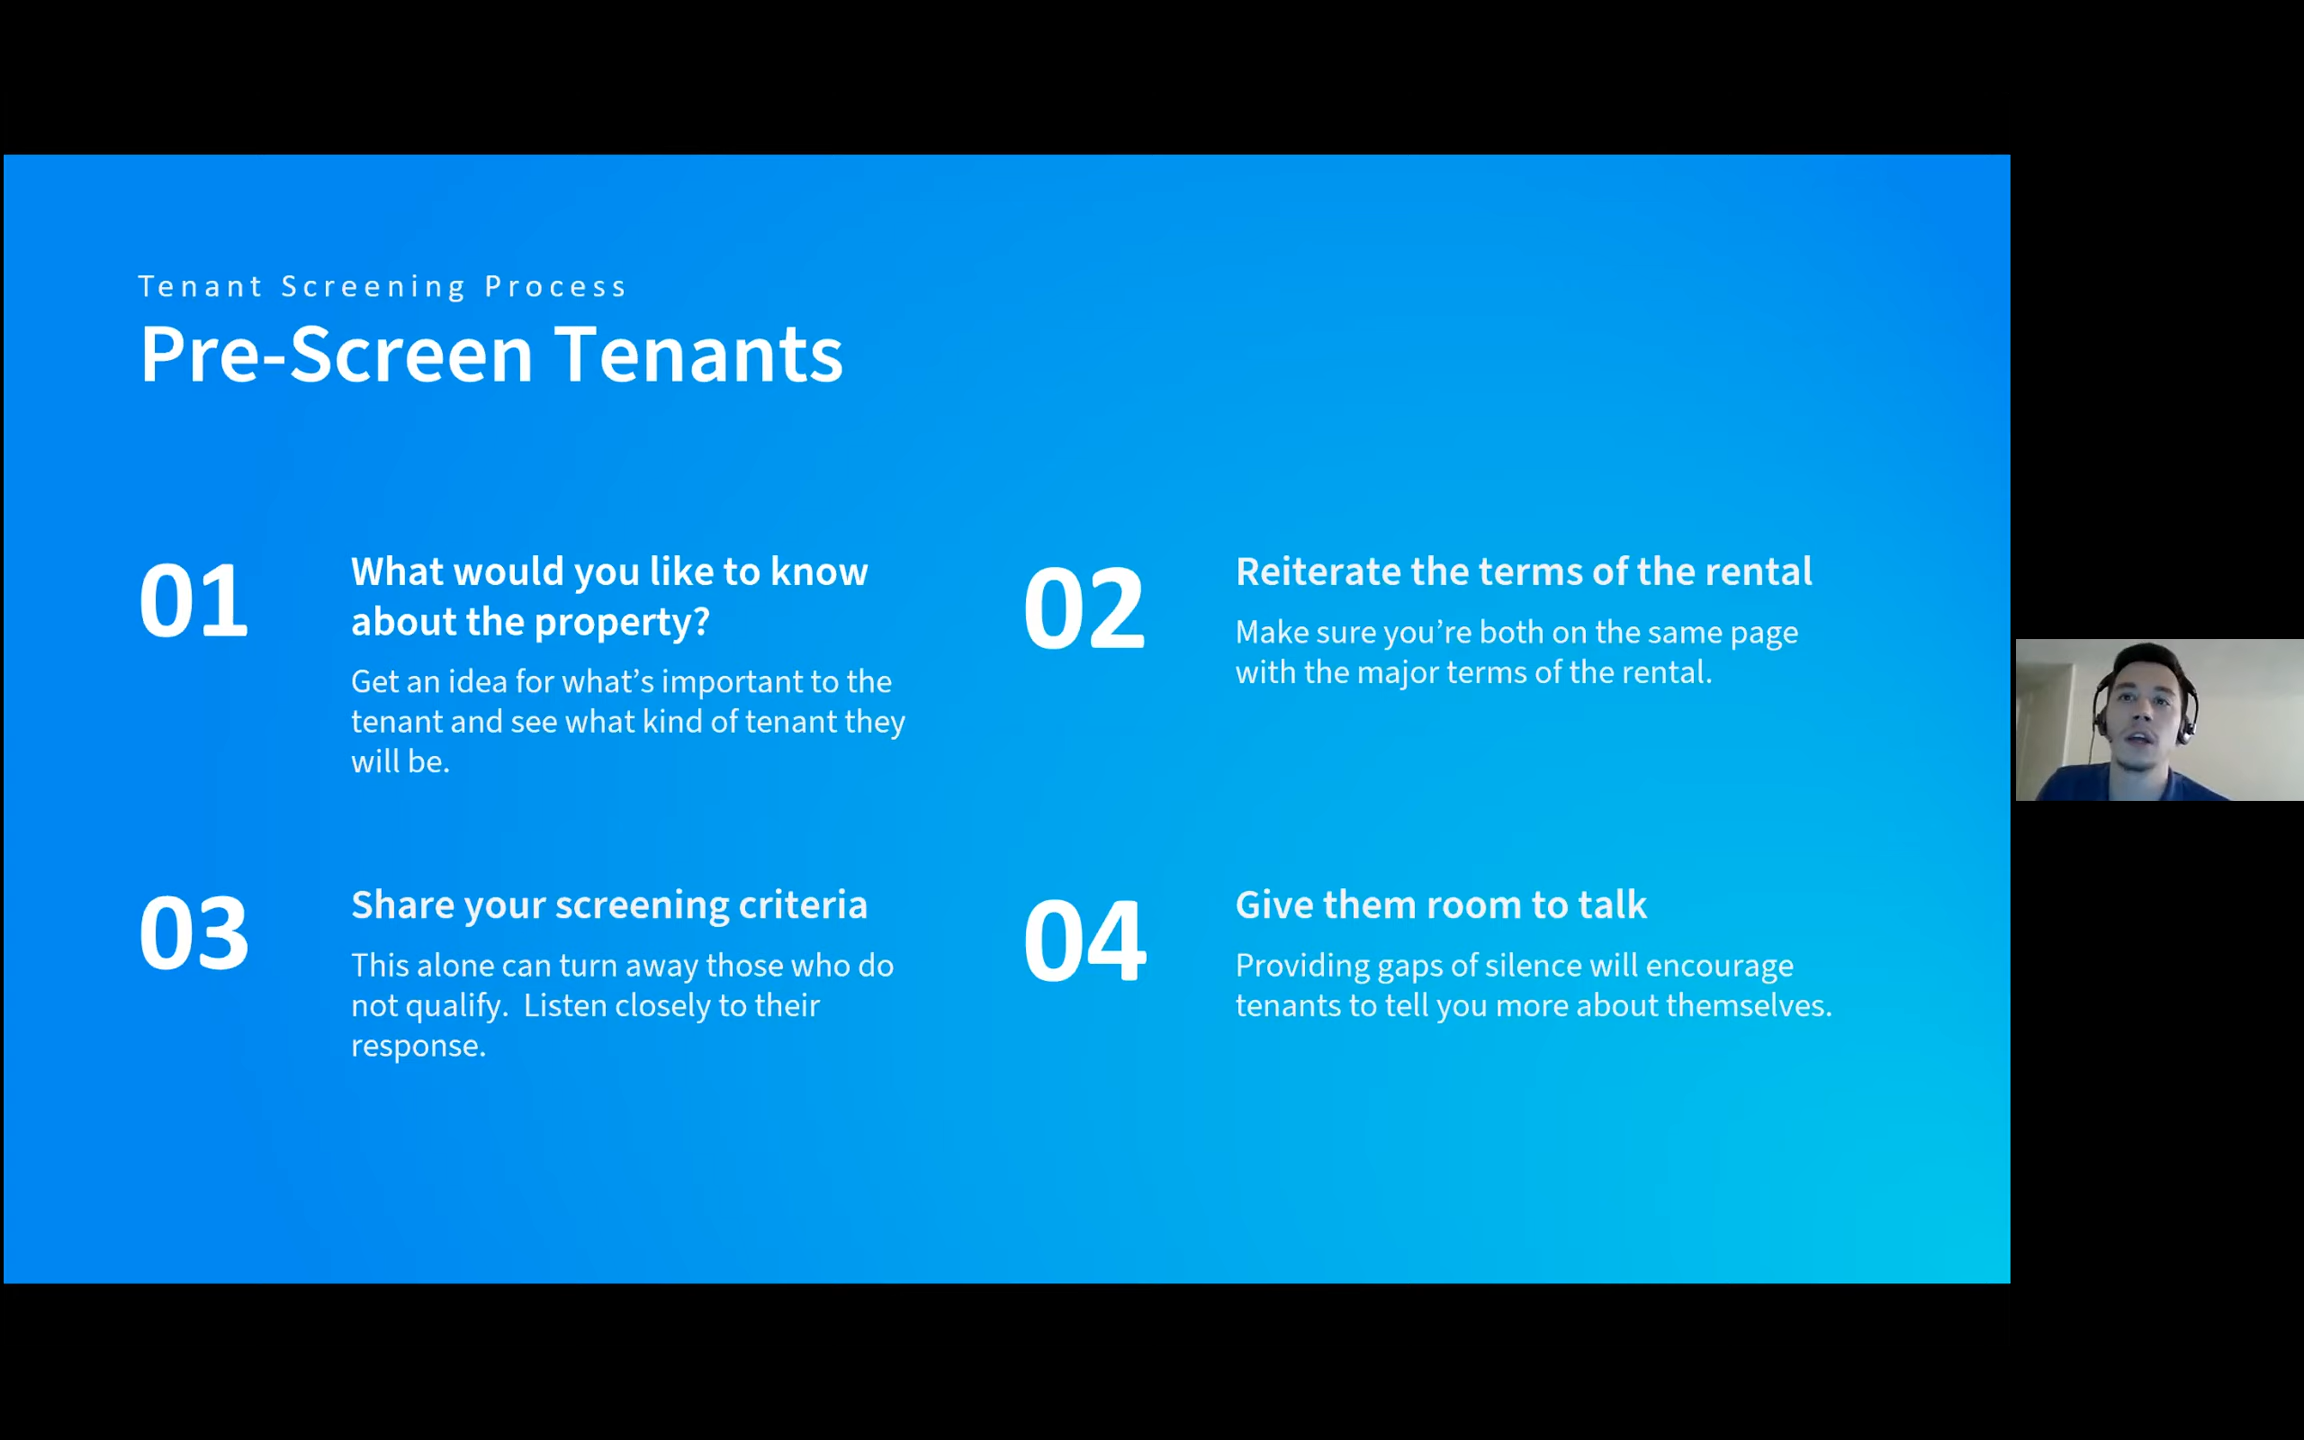 Tenant Screening Process
Pre-Screen Tenants
01
What would you like to know
about the property?
Get an idea for what’s important to the
tenant and see what kind of tenant they
will be.
02
Reiterate the terms of the rental
Make sure you’re both on the same page
with the major terms of the rental.
03
Share your screening criteria
This alone can turn away those who do
not qualify.  Listen closely to their
response.
04
Give them room to talk
Providing gaps of silence will encourage
tenants to tell you more about themselves.